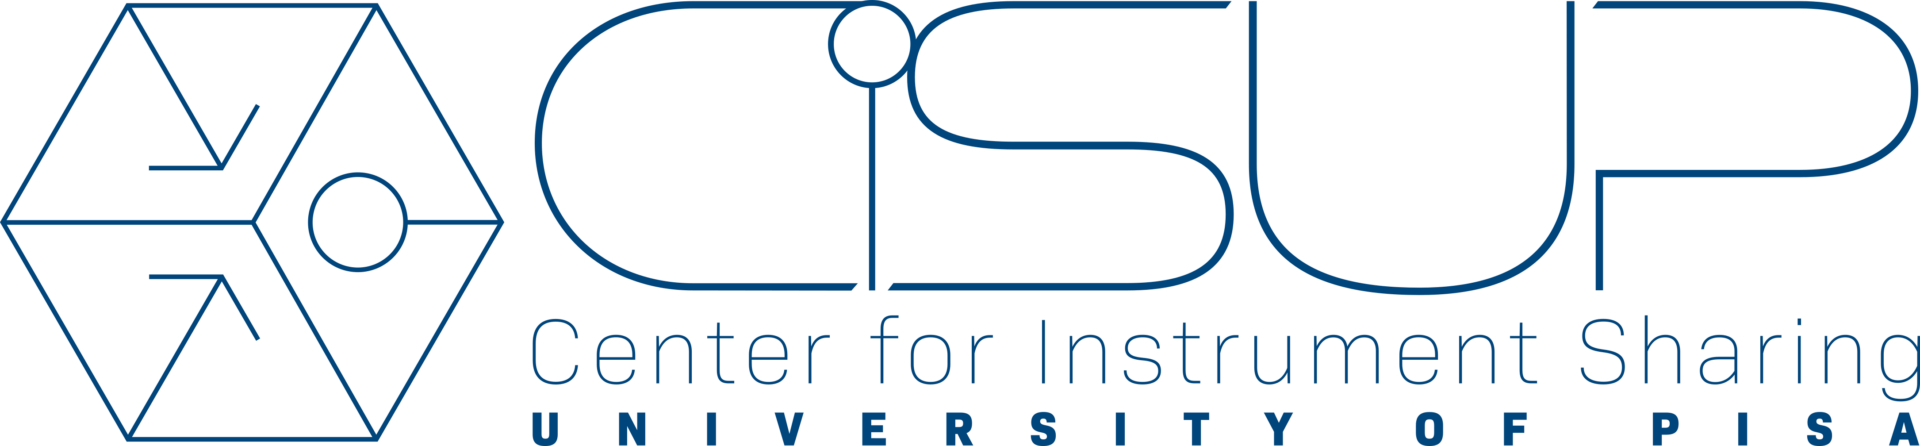 CiSUP
Center for Instrument Sharing
UNIVERSITY OF PISA